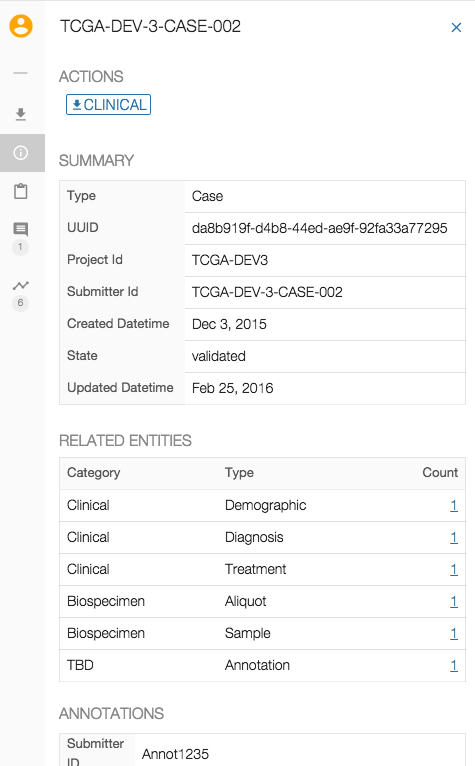 TCGA-DEV-3-CASE-002
ACTIONS
CLINICAL
SUMMARY
Type Case
UUID da8b919f-d4b8-44ed-ae9f-92fa33a77295
Project Id TCGA-DEV3
Submitter Id TCGA-DEV-3-CASE-002
Created Datetime Dec 3, 2015
State validated
Updated Datetime Feb 25, 2016
1
6
RELATED ENTITIES
Category Type Count
Clinical Demographic 1
Clinical Diagnosis 1
Clinical Treatment 1
Biospecimen Aliquot 1
Biospecimen Sample 1
TBD Annotation 1
ANNOTATIONS
Submitter
ID Annot1235